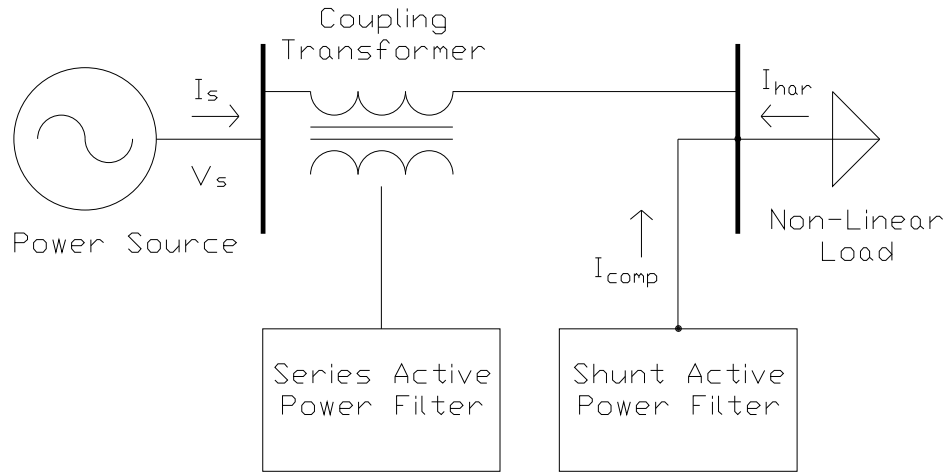 Coupling
Transformer
Is
Vs
Power Source
Ihar
Non-Linear
Load
Icomp
Series Active
Power Filter
Shunt Active
Power Filter